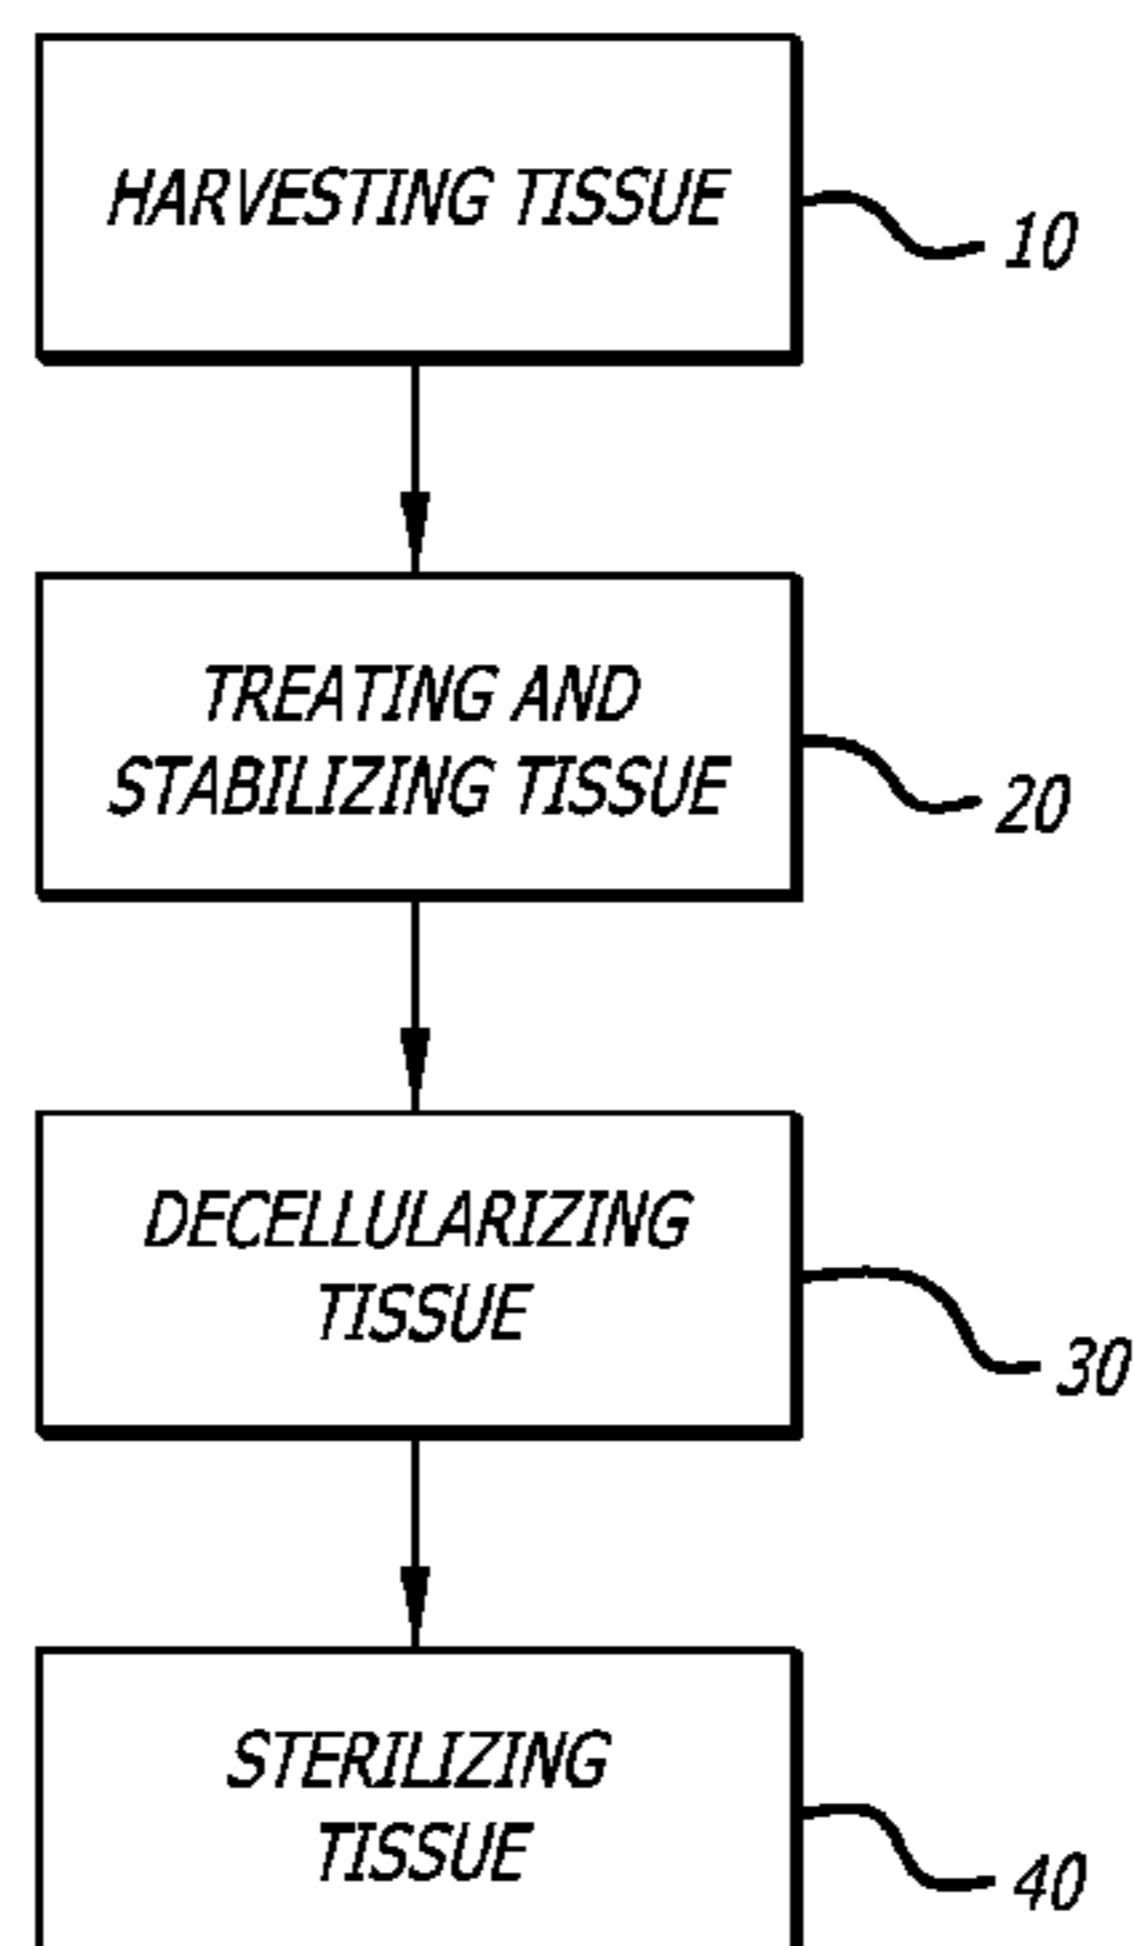 HARVESTING TISSUE
10
TREATING AND
STABILIZING TISSUE
20
DECELLULARIZING
TISSUE
30
STERILIZING
TISSUE
40